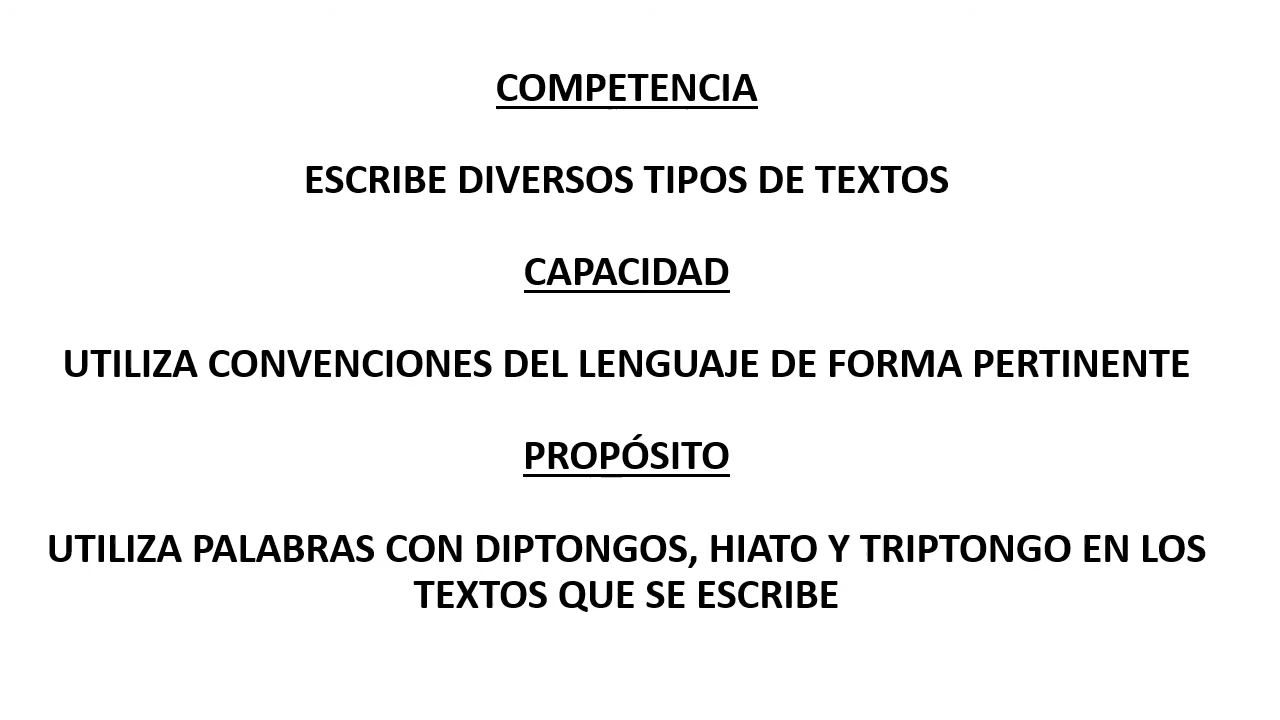 COMPETENCIA
ESCRIBE DIVERSOS TIPOS DE TEXTOS
CAPACIDAD
UTILIZA CONVENCIONES DEL LENGUAJE DE FORMA PERTINENTE
PROPÓSITO
UTILIZA PALABRAS CON DIPTONGOS, HIATO Y TRIPTONGO EN LOS
TEXTOS QUE SE ESCRIBE